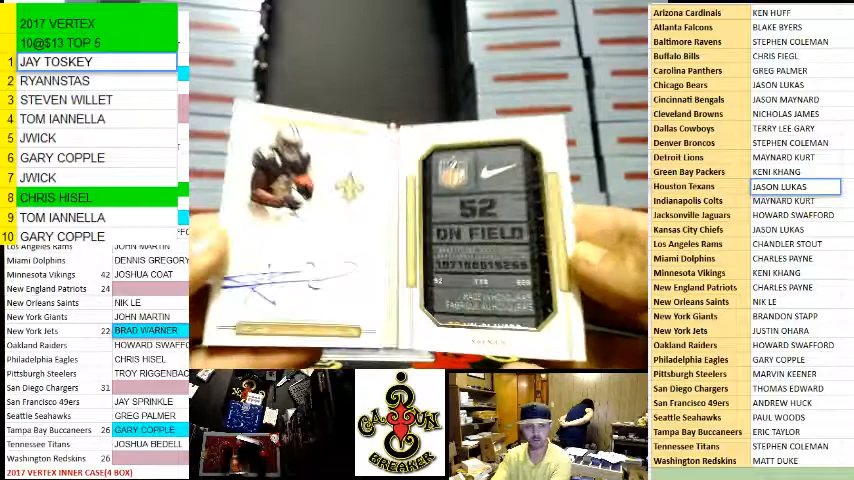 2017 VERTEX
10@$13 TOP 5
1 JAY TOSKEY
2 RYANNSTAS
3 STEVEN WILLET
4 TOM IANNELLA
5 JWICK
6 GARY COPPLE
7 JWICK
8 CHRIS HISEL
9 TOM IANNELLA
10 GARY COPPLE
Los Angeles Rams JOHN MARTIN
Miami Dolphins DENNIS GREGORY
Minnesota Vikings 42 JOSHUA COAT
New England Patriots 24
New Orleans Saints NIK LE
New York Giants JOHN MARTIN
New York Jets 22 BRAD WARNER
Oakland Raiders HOWARD SWAFFO
Philadelphia Eagles CHRIS HISEL
Pittsburgh Steelers TROY RIGGENBAC
San Diego Chargers 31
San Francisco 49ers JAY SPRINKLE
Seattle Seahawks GREG PALMER
Tampa Bay Buccaneers 26 GARY COPPLE
Tennessee Titans JOSHUA BEDELL
Washington Redskins 26
2017 VERTEX INNER CASE(4 BOX)
NFL
52
ON FIELD
CAJUN
BREAKER
Arizona Cardinals KEN HUFF
Atlanta Falcons BLAKE BYERS
Baltimore Ravens STEPHEN COLEMAN
Buffalo Bills CHRIS FIEGL
Carolina Panthers GREG PALMER
Chicago Bears JASON LUKAS
Cincinnati Bengals JASON MAYNARD
Cleveland Browns NICHOLAS JAMES
Dallas Cowboys TERRY LEE GARY
Denver Broncos STEPHEN COLEMAN
Detroit Lions MAYNARD KURT
Green Bay Packers KENI KHANG
Houston Texans JASON LUKAS
Indianapolis Colts MAYNARD KURT
Jacksonville Jaguars HOWARD SWAFFORD
Kansas City Chiefs JASON LUKAS
Los Angeles Rams CHANDLER STOUT
Miami Dolphins CHARLES PAYNE
Minnesota Vikings KENI KHANG
New England Patriots CHARLES PAYNE
New Orleans Saints NIK LE
New York Giants BRANDON STAPP
New York Jets JUSTIN OHARA
Oakland Raiders HOWARD SWAFFORD
Philadelphia Eagles GARY COPPLE
Pittsburgh Steelers MARVIN KEENER
San Diego Chargers THOMAS EDWARD
San Francisco 49ers ANDREW HUCK
Seattle Seahawks PAUL WOODS
Tampa Bay Buccaneers ERIC TAYLOR
Tennessee Titans STEPHEN COLEMAN
Washington Redskins MATT DUKE